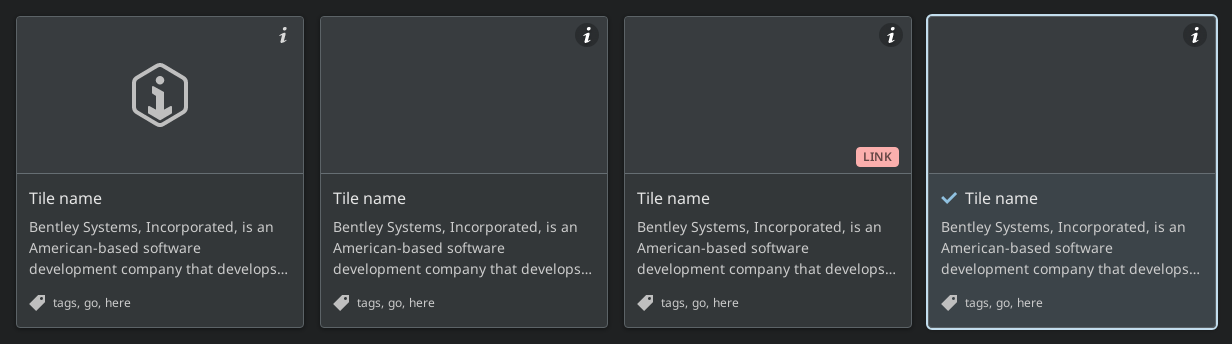 LINK
Tile name
Bentley Systems, Incorporated, is an
American-based software
development company that develops...
tags, go, here
Tile name
Bentley Systems, Incorporated, is an
American-based software
development company that develops...
tags, go, here
Tile name
Bentley Systems, Incorporated, is an
American-based software
development company that develops...
tags, go, here
Tile name
Bentley Systems, Incorporated, is an
American-based software
development company that develops...
tags, go, here